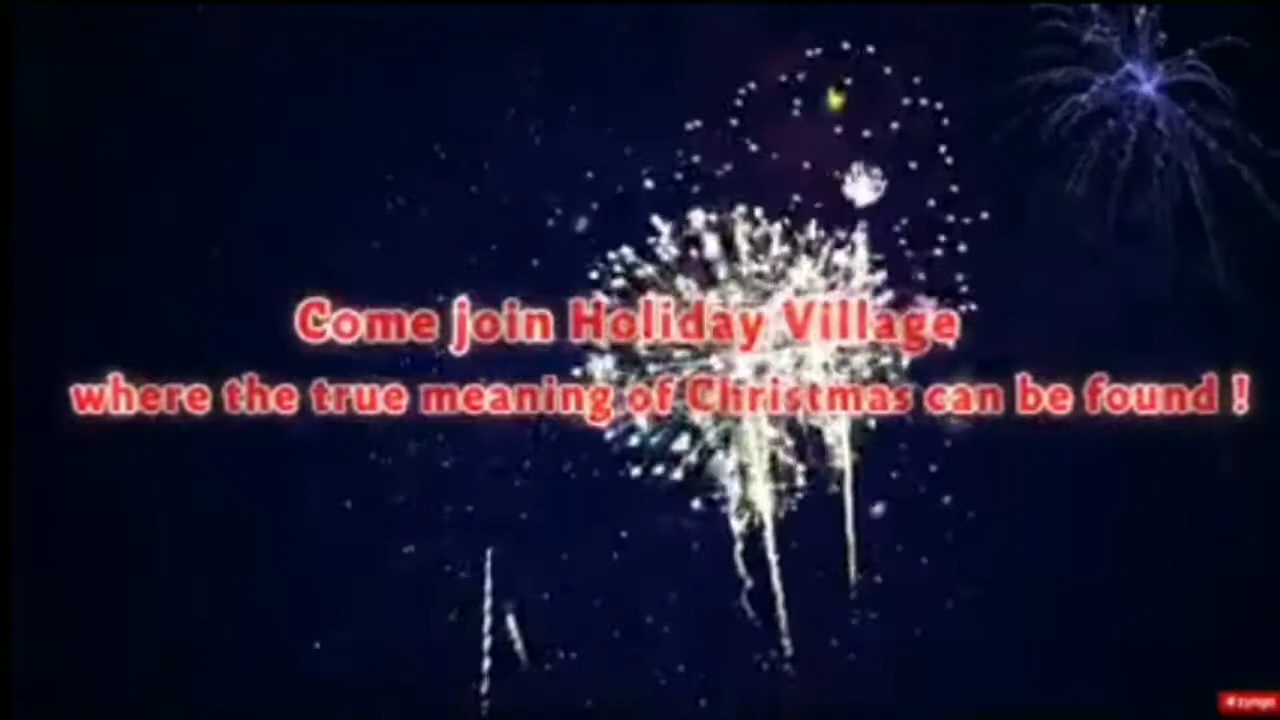 Come join Holiday Village
where the true meaning of Christmas can be found !